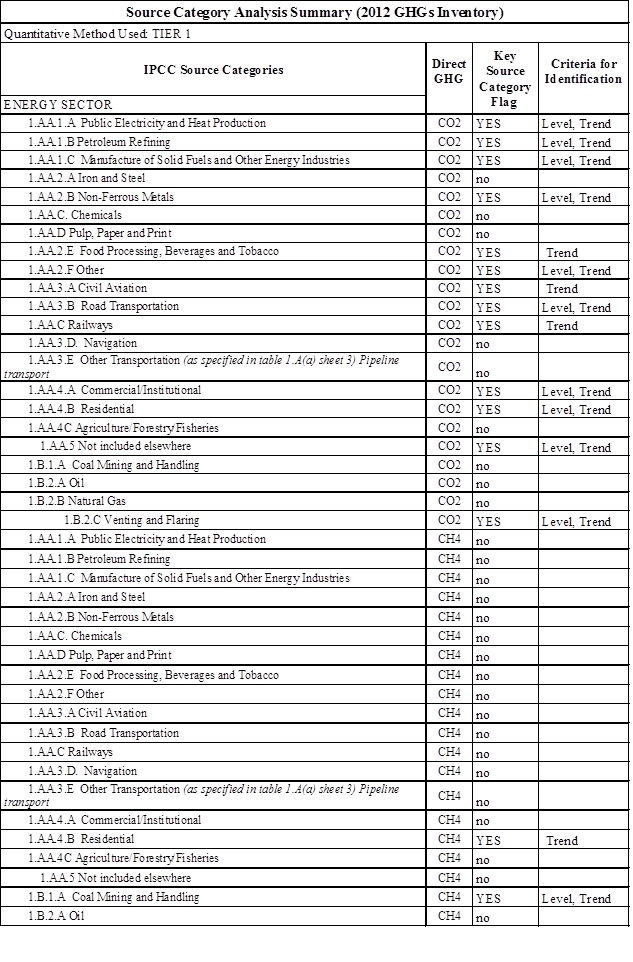 Source Category Analysis Summary (2012 GHGs Inventory)
Quantitative Method Used: TIER 1
IPCC Source Categories
Direct GHG
Key Source Category Flag
Criteria for Identification
ENERGY SECTOR
1.AA.1.A Public Electricity and Heat Production CO2 YES Level, Trend
1.AA.1.B Petroleum Refining CO2 YES Level, Trend
1.AA.1.C Manufacture of Solid Fuels and Other Energy Industries CO2 YES Level, Trend
1.AA.2.A Iron and Steel CO2 no
1.AA.2.B Non-Ferrous Metals CO2 YES Level, Trend
1.AA.C. Chemicals CO2 no
1.AA.D Pulp, Paper and Print CO2 no
1.AA.2.E Food Processing, Beverages and Tobacco CO2 YES Trend
1.AA.2.F Other CO2 YES Level, Trend
1.AA.3.A Civil Aviation CO2 YES Trend
1.AA.3.B Road Transportation CO2 YES Level, Trend
1.AA.C Railways CO2 YES Trend
1.AA.3.D. Navigation CO2 no
1.AA.3.E Other Transportation (as specified in table 1.A(a) sheet 3) Pipeline
transport CO2 no
1.AA.4.A Commercial/Institutional CO2 YES Level, Trend
1.AA.4.B Residential CO2 YES Level, Trend
1.AA.4C Agriculture/Forestry Fisheries CO2 no
1.AA.5 Not included elsewhere CO2 YES Level, Trend
1.B.1.A Coal Mining and Handling CO2 no
1.B.2.A Oil CO2 no
1.B.2.B Natural Gas CO2 no
1.B.2.C Venting and Flaring CO2 YES Level, Trend
1.AA.1.A Public Electricity and Heat Production CH4 no
1.AA.1.B Petroleum Refining CH4 no
1.AA.1.C Manufacture of Solid Fuels and Other Energy Industries CH4 no
1.AA.2.A Iron and Steel CH4 no
1.AA.2.B Non-Ferrous Metals CH4 no
1.AA.C. Chemicals CH4 no
1.AA.D Pulp, Paper and Print CH4 no
1.AA.2.E Food Processing, Beverages and Tobacco CH4 no
1.AA.2.F Other CH4 no
1.AA.3.A Civil Aviation CH4 no
1.AA.3.B Road Transportation CH4 no
1.AA.C Railways CH4 no
1.AA.3.D. Navigation CH4 no
1.AA.3.E Other Transportation (as specified in table 1.A(a) sheet 3) Pipeline
transport CH4 no
1.AA.4.A Commercial/Institutional CH4 no
1.AA.4.B Residential CH4 YES Trend
1.AA.4C Agriculture/Forestry Fisheries CH4 no
1.AA.5 Not included elsewhere CH4 no
1.B.1.A Coal Mining and Handling CH4 YES Level, Trend
1.B.2.A Oil CH4 no